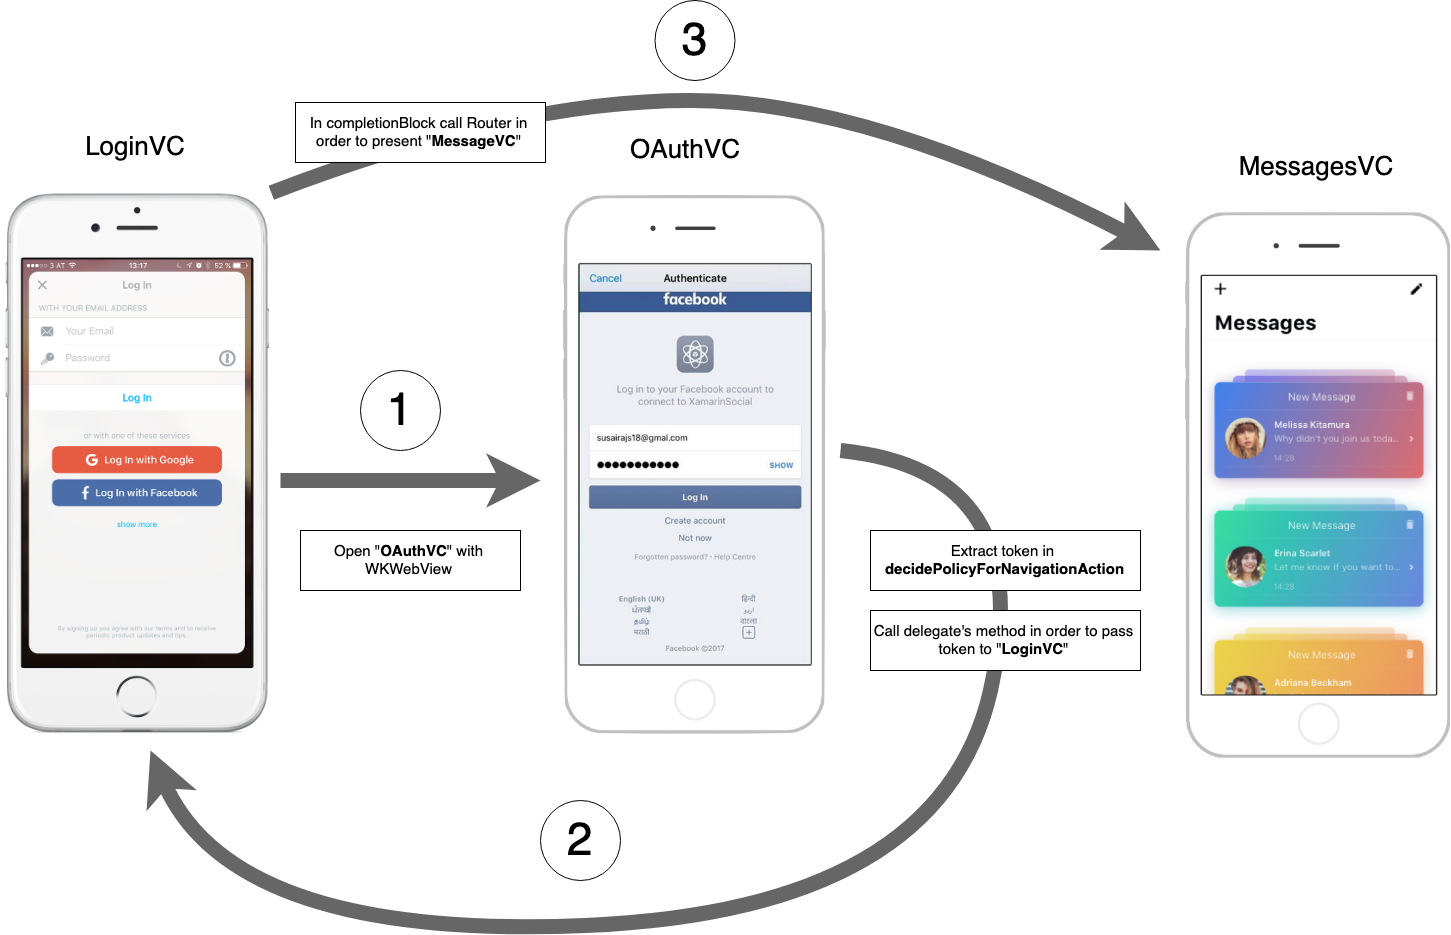 3
In completionBlock call Router in
order to present "MessageVC"
LoginVC
OAuthVC
MessagesVC
3 AT
13:17
52 %
Log In
WITH YOUR EMAIL ADDRESS
Your Email
Password
Log In
or with one of these services
G Log In with Google
f Log In with Facebook
show more
By signing up you agree with our terms and to receive
periodic product updates and tips.
1
Open "OAuthVC" with
WKWebView
Cancel
Authenticate
facebook
Log in to your Facebook account to
connect to XamarinSocial
susairajs18@gmal.com
SHOW
Log In
Create account
Not now
Forgotten password? · Help Centre
English (UK)
हिन्दी
ਪੰਜਾਬੀ
اردو
தமிழ்
বাংলা
मराठी
+
Facebook ©2017
Extract token in
decidePolicyForNavigationAction
Call delegate's method in order to pass
token to "LoginVC"
2
+
Messages
New Message
Melissa Kitamura
Why didn't you join us toda...
14:28
New Message
Erina Scarlet
Let me know if you want to...
14:28
New Message
Adriana Beckham